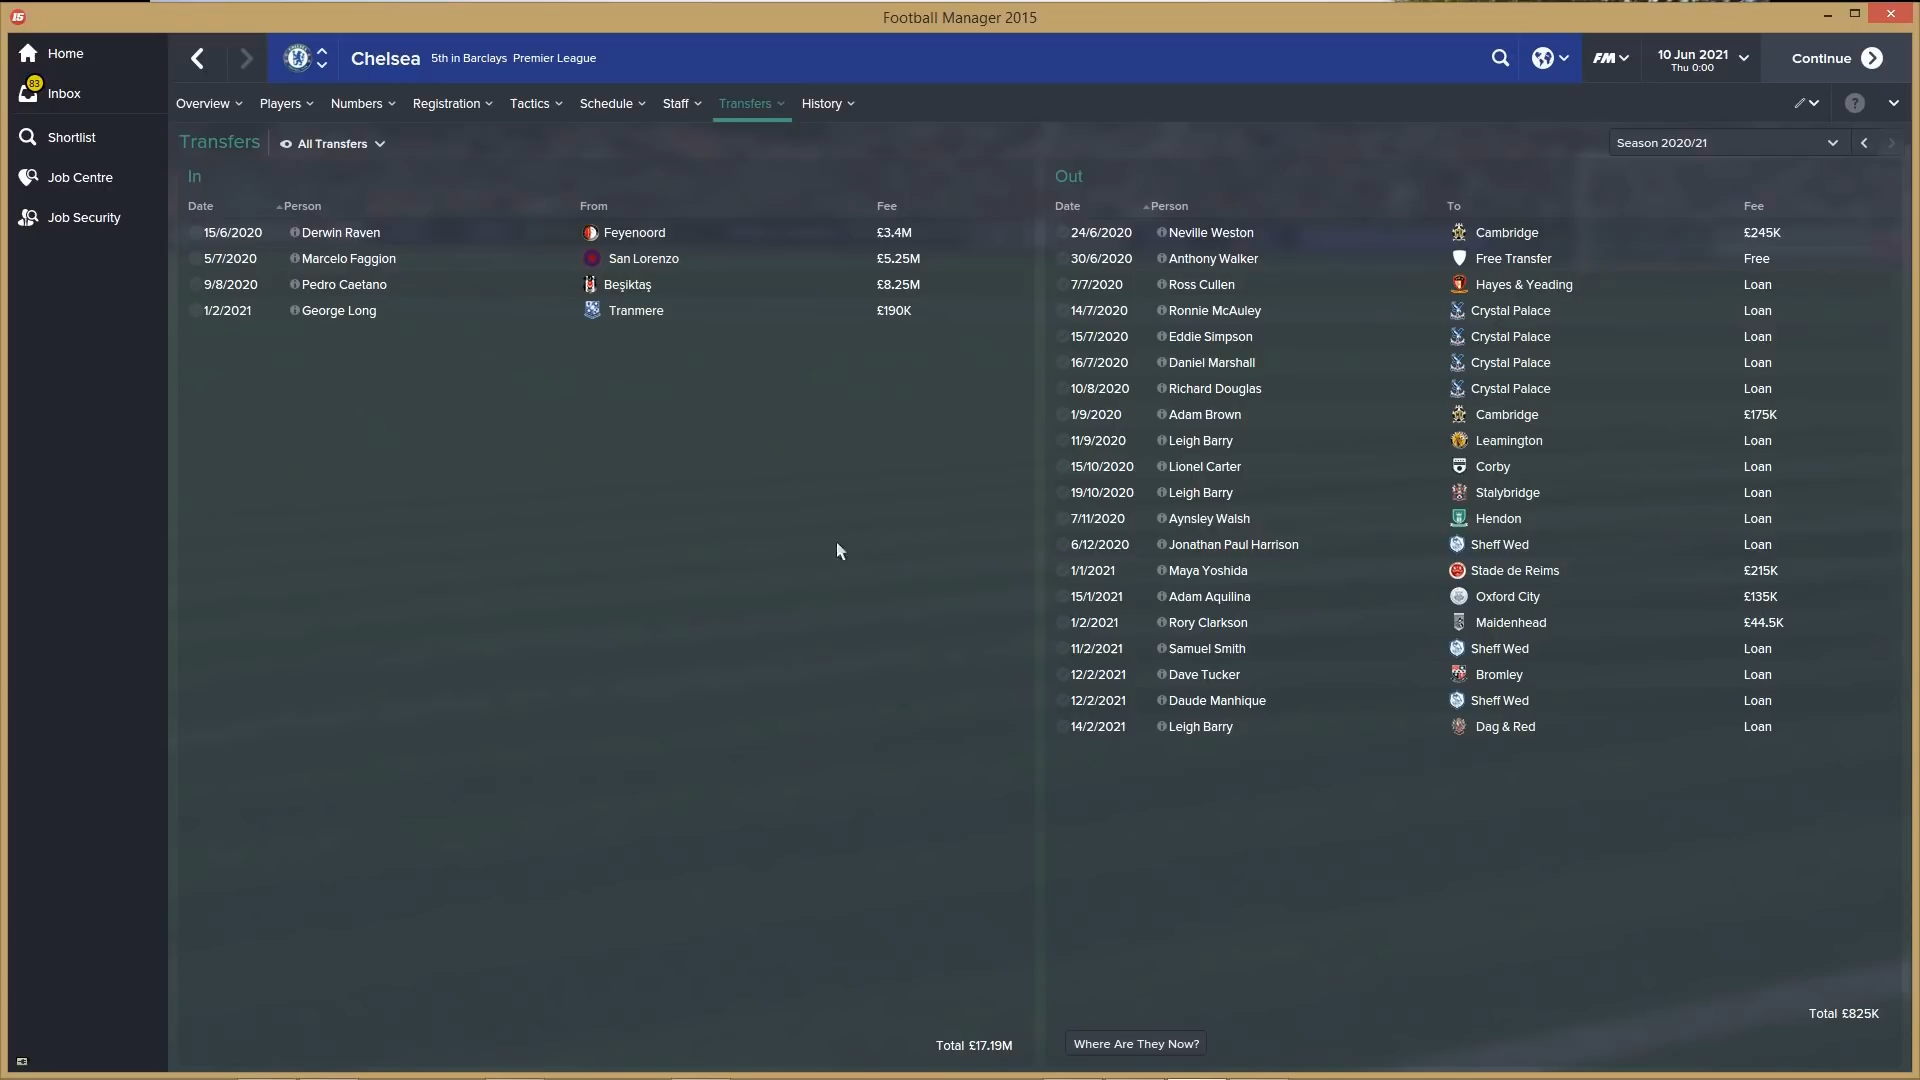 Football Manager 2015
Home
83
Inbox
Shortlist
Job Centre
Job Security
Chelsea 5th in Barclays Premier League
FM 10 Jun 2021 Continue
Thu 0:00
Overview Players Numbers Registration Tactics Schedule Staff Transfers History ?
Transfers All Transfers Season 2020/21
In
Date Person From Fee
15/6/2020 Derwin Raven Feyenoord £3.4M
5/7/2020 Marcelo Faggion San Lorenzo £5.25M
9/8/2020 Pedro Caetano Beşiktaş £8.25M
1/2/2021 George Long Tranmere £190K
Total £17.19M
Out
Date Person To Fee
24/6/2020 Neville Weston Cambridge £245K
30/6/2020 Anthony Walker Free Transfer Free
7/7/2020 Ross Cullen Hayes & Yeading Loan
14/7/2020 Ronnie McAuley Crystal Palace Loan
15/7/2020 Eddie Simpson Crystal Palace Loan
16/7/2020 Daniel Marshall Crystal Palace Loan
10/8/2020 Richard Douglas Crystal Palace Loan
1/9/2020 Adam Brown Cambridge £175K
11/9/2020 Leigh Barry Leamington Loan
15/10/2020 Lionel Carter Corby Loan
19/10/2020 Leigh Barry Stalybridge Loan
7/11/2020 Aynsley Walsh Hendon Loan
6/12/2020 Jonathan Paul Harrison Sheff Wed Loan
1/1/2021 Maya Yoshida Stade de Reims £215K
15/1/2021 Adam Aquilina Oxford City £135K
1/2/2021 Rory Clarkson Maidenhead £44.5K
11/2/2021 Samuel Smith Sheff Wed Loan
12/2/2021 Dave Tucker Bromley Loan
12/2/2021 Daude Manhique Sheff Wed Loan
14/2/2021 Leigh Barry Dag & Red Loan
Total £825K
Where Are They Now?